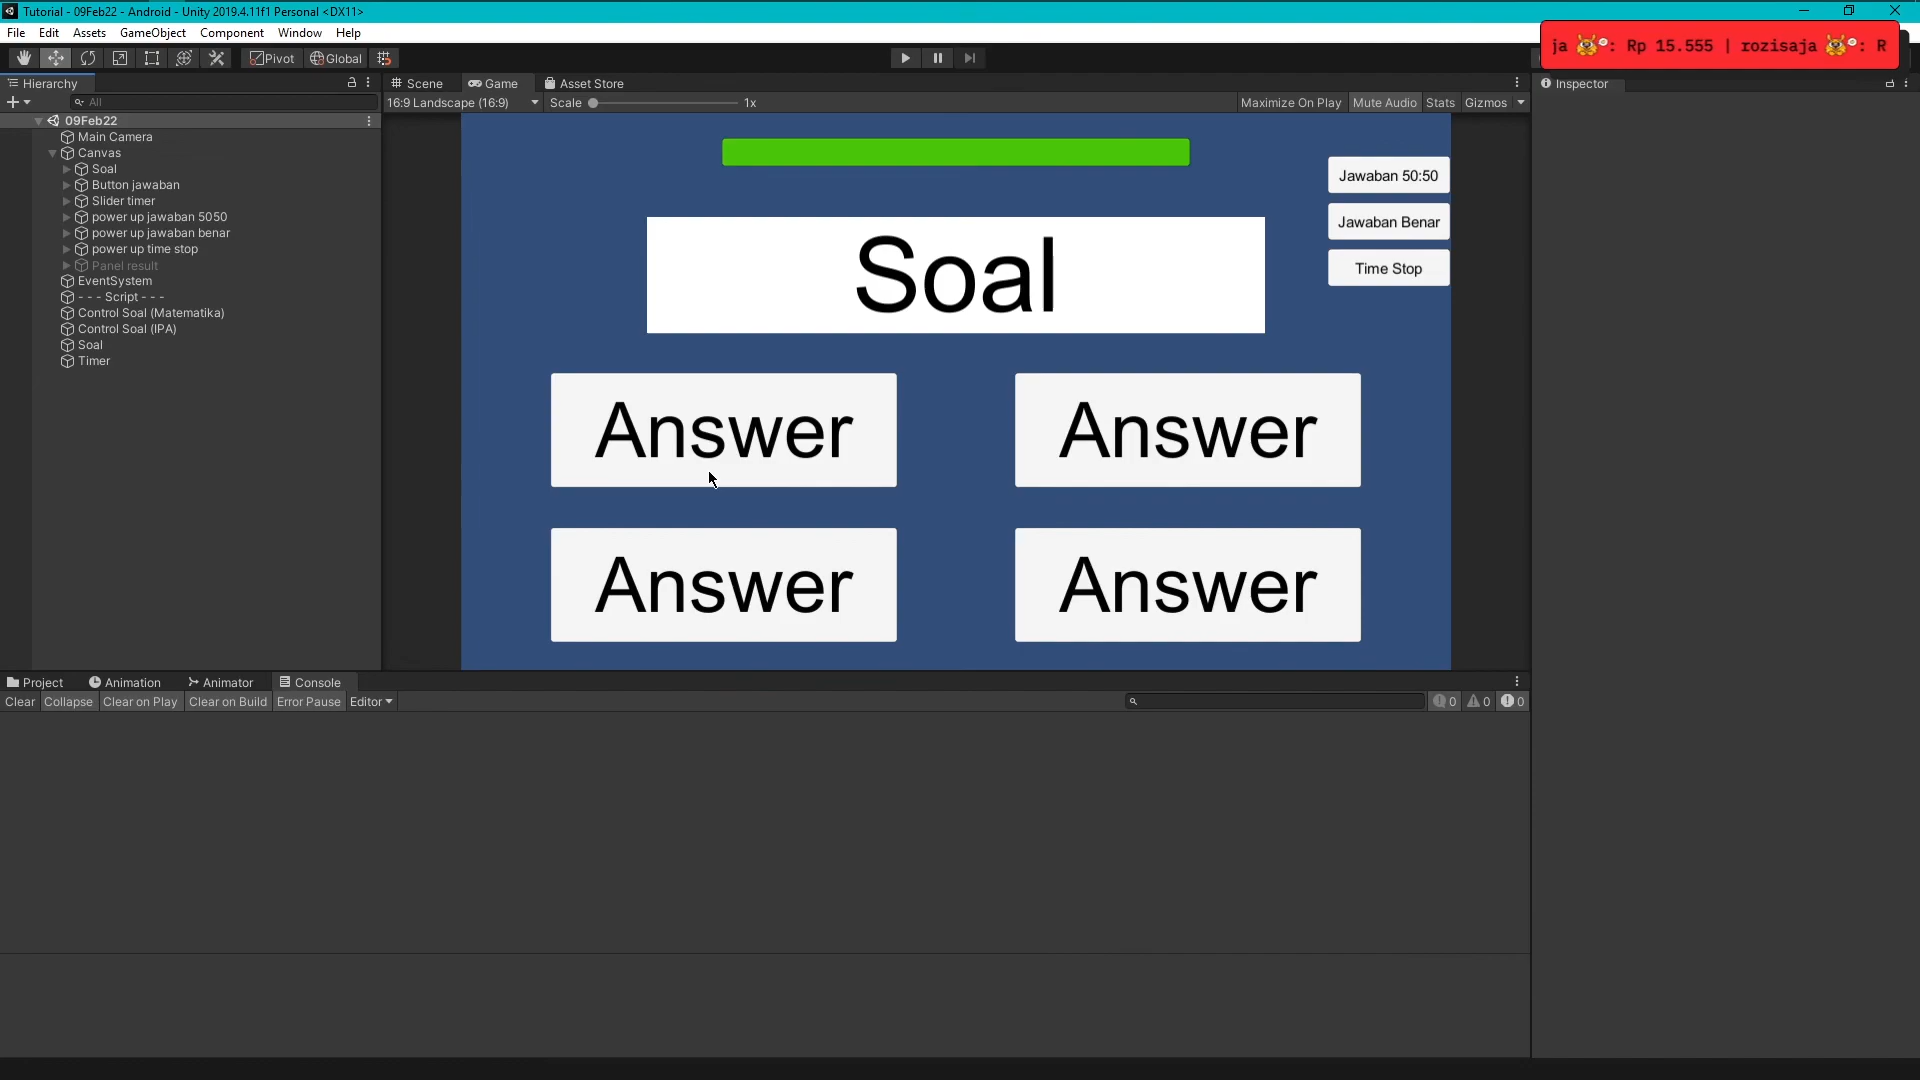 Tutorial - 09Feb22 - Android - Unity 2019.4.11f1 Personal <DX11>
File Edit Assets GameObject Component Window Help
ja : Rp 15.555 | rozisaja : R
Pivot Global
Hierarchy
Scene Game Asset Store
Inspector
All
16:9 Landscape (16:9) Scale 1x Maximize On Play Mute Audio Stats Gizmos
09Feb22
Main Camera
Canvas
Soal
Button jawaban
Slider timer
power up jawaban 5050
power up jawaban benar
power up time stop
Panel result
EventSystem
- - - Script - - -
Control Soal (Matematika)
Control Soal (IPA)
Soal
Timer
Jawaban 50:50
Jawaban Benar
Time Stop
Soal
Answer Answer
Answer Answer
Project Animation Animator Console
Clear Collapse Clear on Play Clear on Build Error Pause Editor 0 0 0